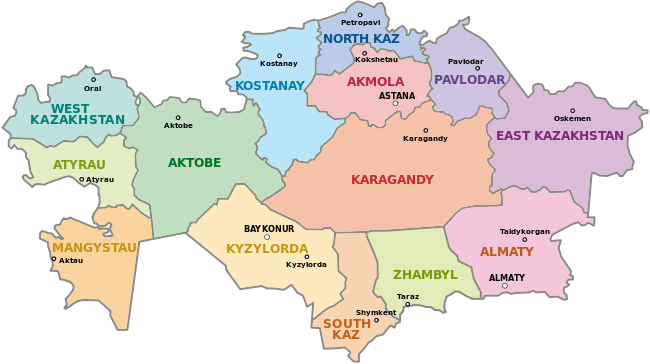 Petropavl
NORTH KAZ
Kostanay
Kokshetau
Pavlodar
Oral
KOSTANAY
AKMOLA
PAVLODAR
ASTANA
WEST
KAZAKHSTAN
Aktobe
Oskemen
Karagandy
EAST KAZAKHSTAN
ATYRAU
AKTOBE
Atyrau
KARAGANDY
BAYKONUR
Taldykorgan
MANGYSTAU
KYZYLORDA
ALMATY
Aktau
Kyzylorda
ZHAMBYL
ALMATY
Taraz
Shymkent
SOUTH
KAZ